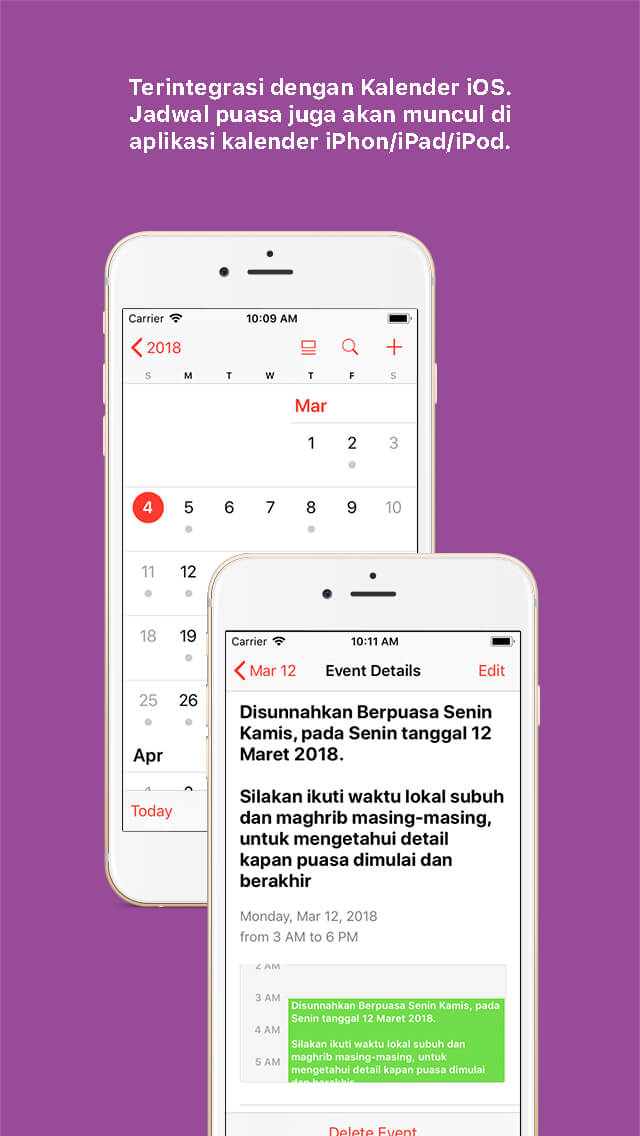 Terintegrasi dengan Kalender iOS.
Jadwal puasa juga akan muncul di
aplikasi kalender iPhon/iPad/iPod.
Carrier 10:09 AM
2018
S M T W T F S
Mar
1 2 3
4 5 6 7 8 9 10
11 12
18 19
25 26
Apr
1 2
Today
Carrier 10:11 AM
Mar 12 Event Details Edit
Disunnahkan Berpuasa Senin
Kamis, pada Senin tanggal 12
Maret 2018.
Silakan ikuti waktu lokal subuh
dan maghrib masing-masing,
untuk mengetahui detail
kapan puasa dimulai dan
berakhir
Monday, Mar 12, 2018
from 3 AM to 6 PM
2 AM
3 AM
Disunnahkan Berpuasa Senin Kamis, pada
Senin tanggal 12 Maret 2018.
4 AM
Silakan ikuti waktu lokal subuh dan
maghrib masing-masing, untuk
5 AM
mengetahui detail kapan puasa dimulai
dan berakhir
Delete Event